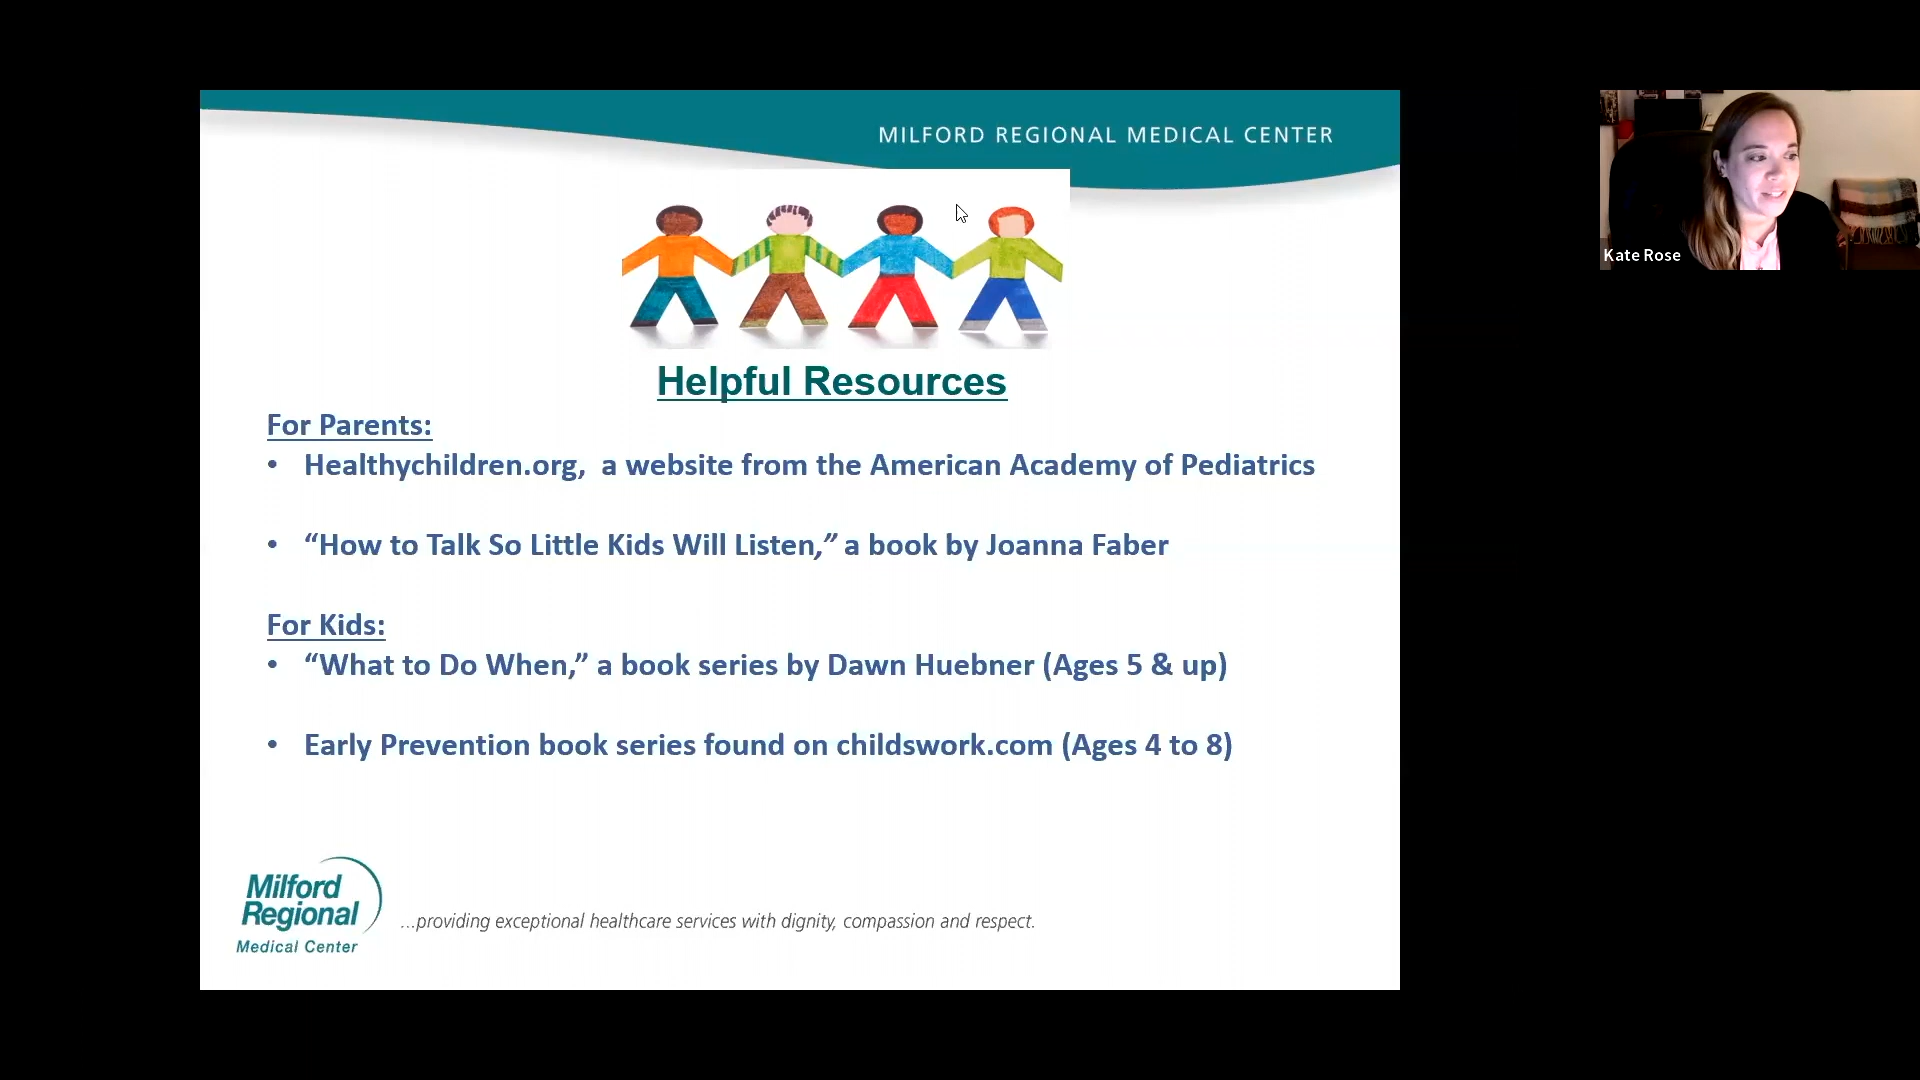 MILFORD REGIONAL MEDICAL CENTER
Kate Rose
Helpful Resources
For Parents:
• Healthychildren.org,  a website from the American Academy of Pediatrics
• “How to Talk So Little Kids Will Listen,” a book by Joanna Faber
For Kids:
• “What to Do When,” a book series by Dawn Huebner (Ages 5 & up)
• Early Prevention book series found on childswork.com (Ages 4 to 8)
Milford
Regional
Medical Center
...providing exceptional healthcare services with dignity, compassion and respect.